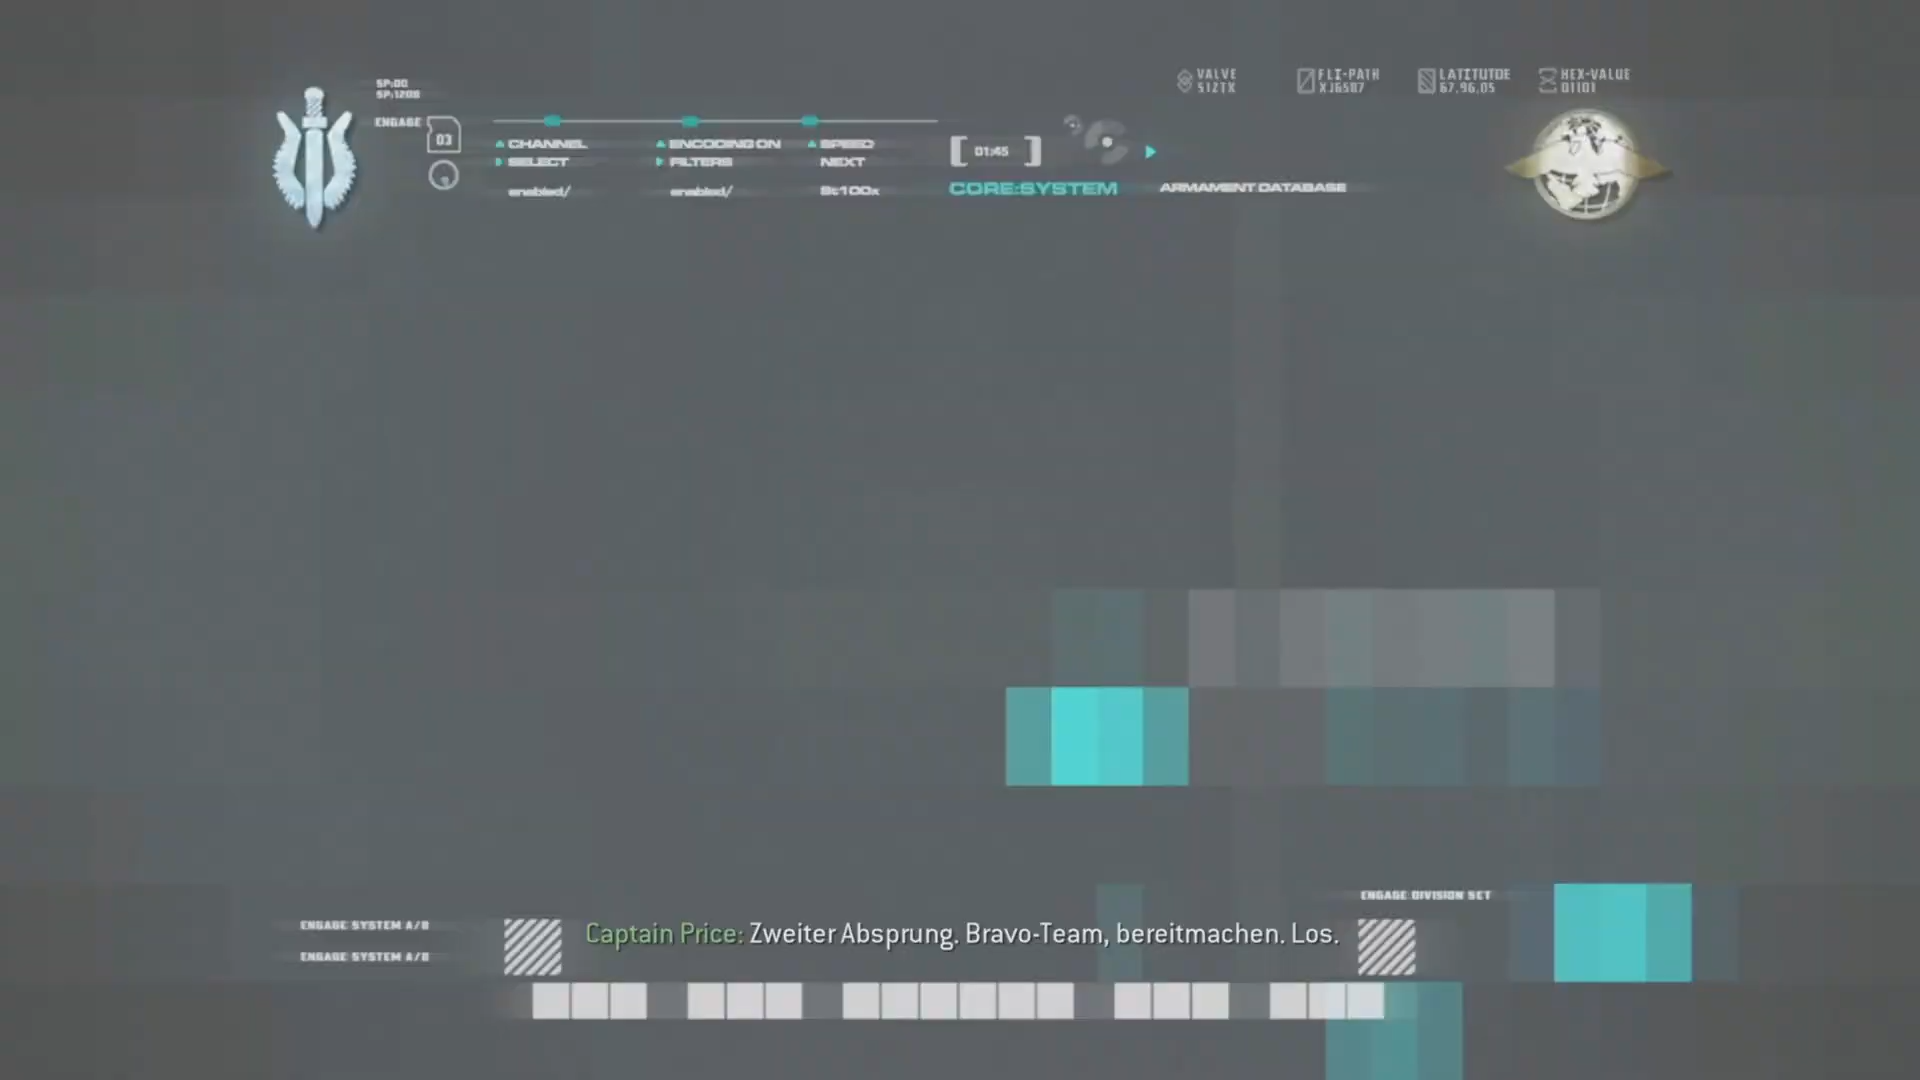 SP:00
SP:1208
ENGAGE
03
CHANNEL
SELECT
enabled/
ENCODING ON
FILTERS
enabled/
SPEED
NEXT
St100x
01:45
CORE:SYSTEM
ARMAMENT DATABASE
VALVE
512TX
FLI-PATH
XJ6587
LATITUTDE
67.96.05
HEX-VALUE
01101
ENGAGE DIVISION SET
ENGAGE SYSTEM A/B
ENGAGE SYSTEM A/B
Captain Price: Zweiter Absprung. Bravo-Team, bereitmachen. Los.